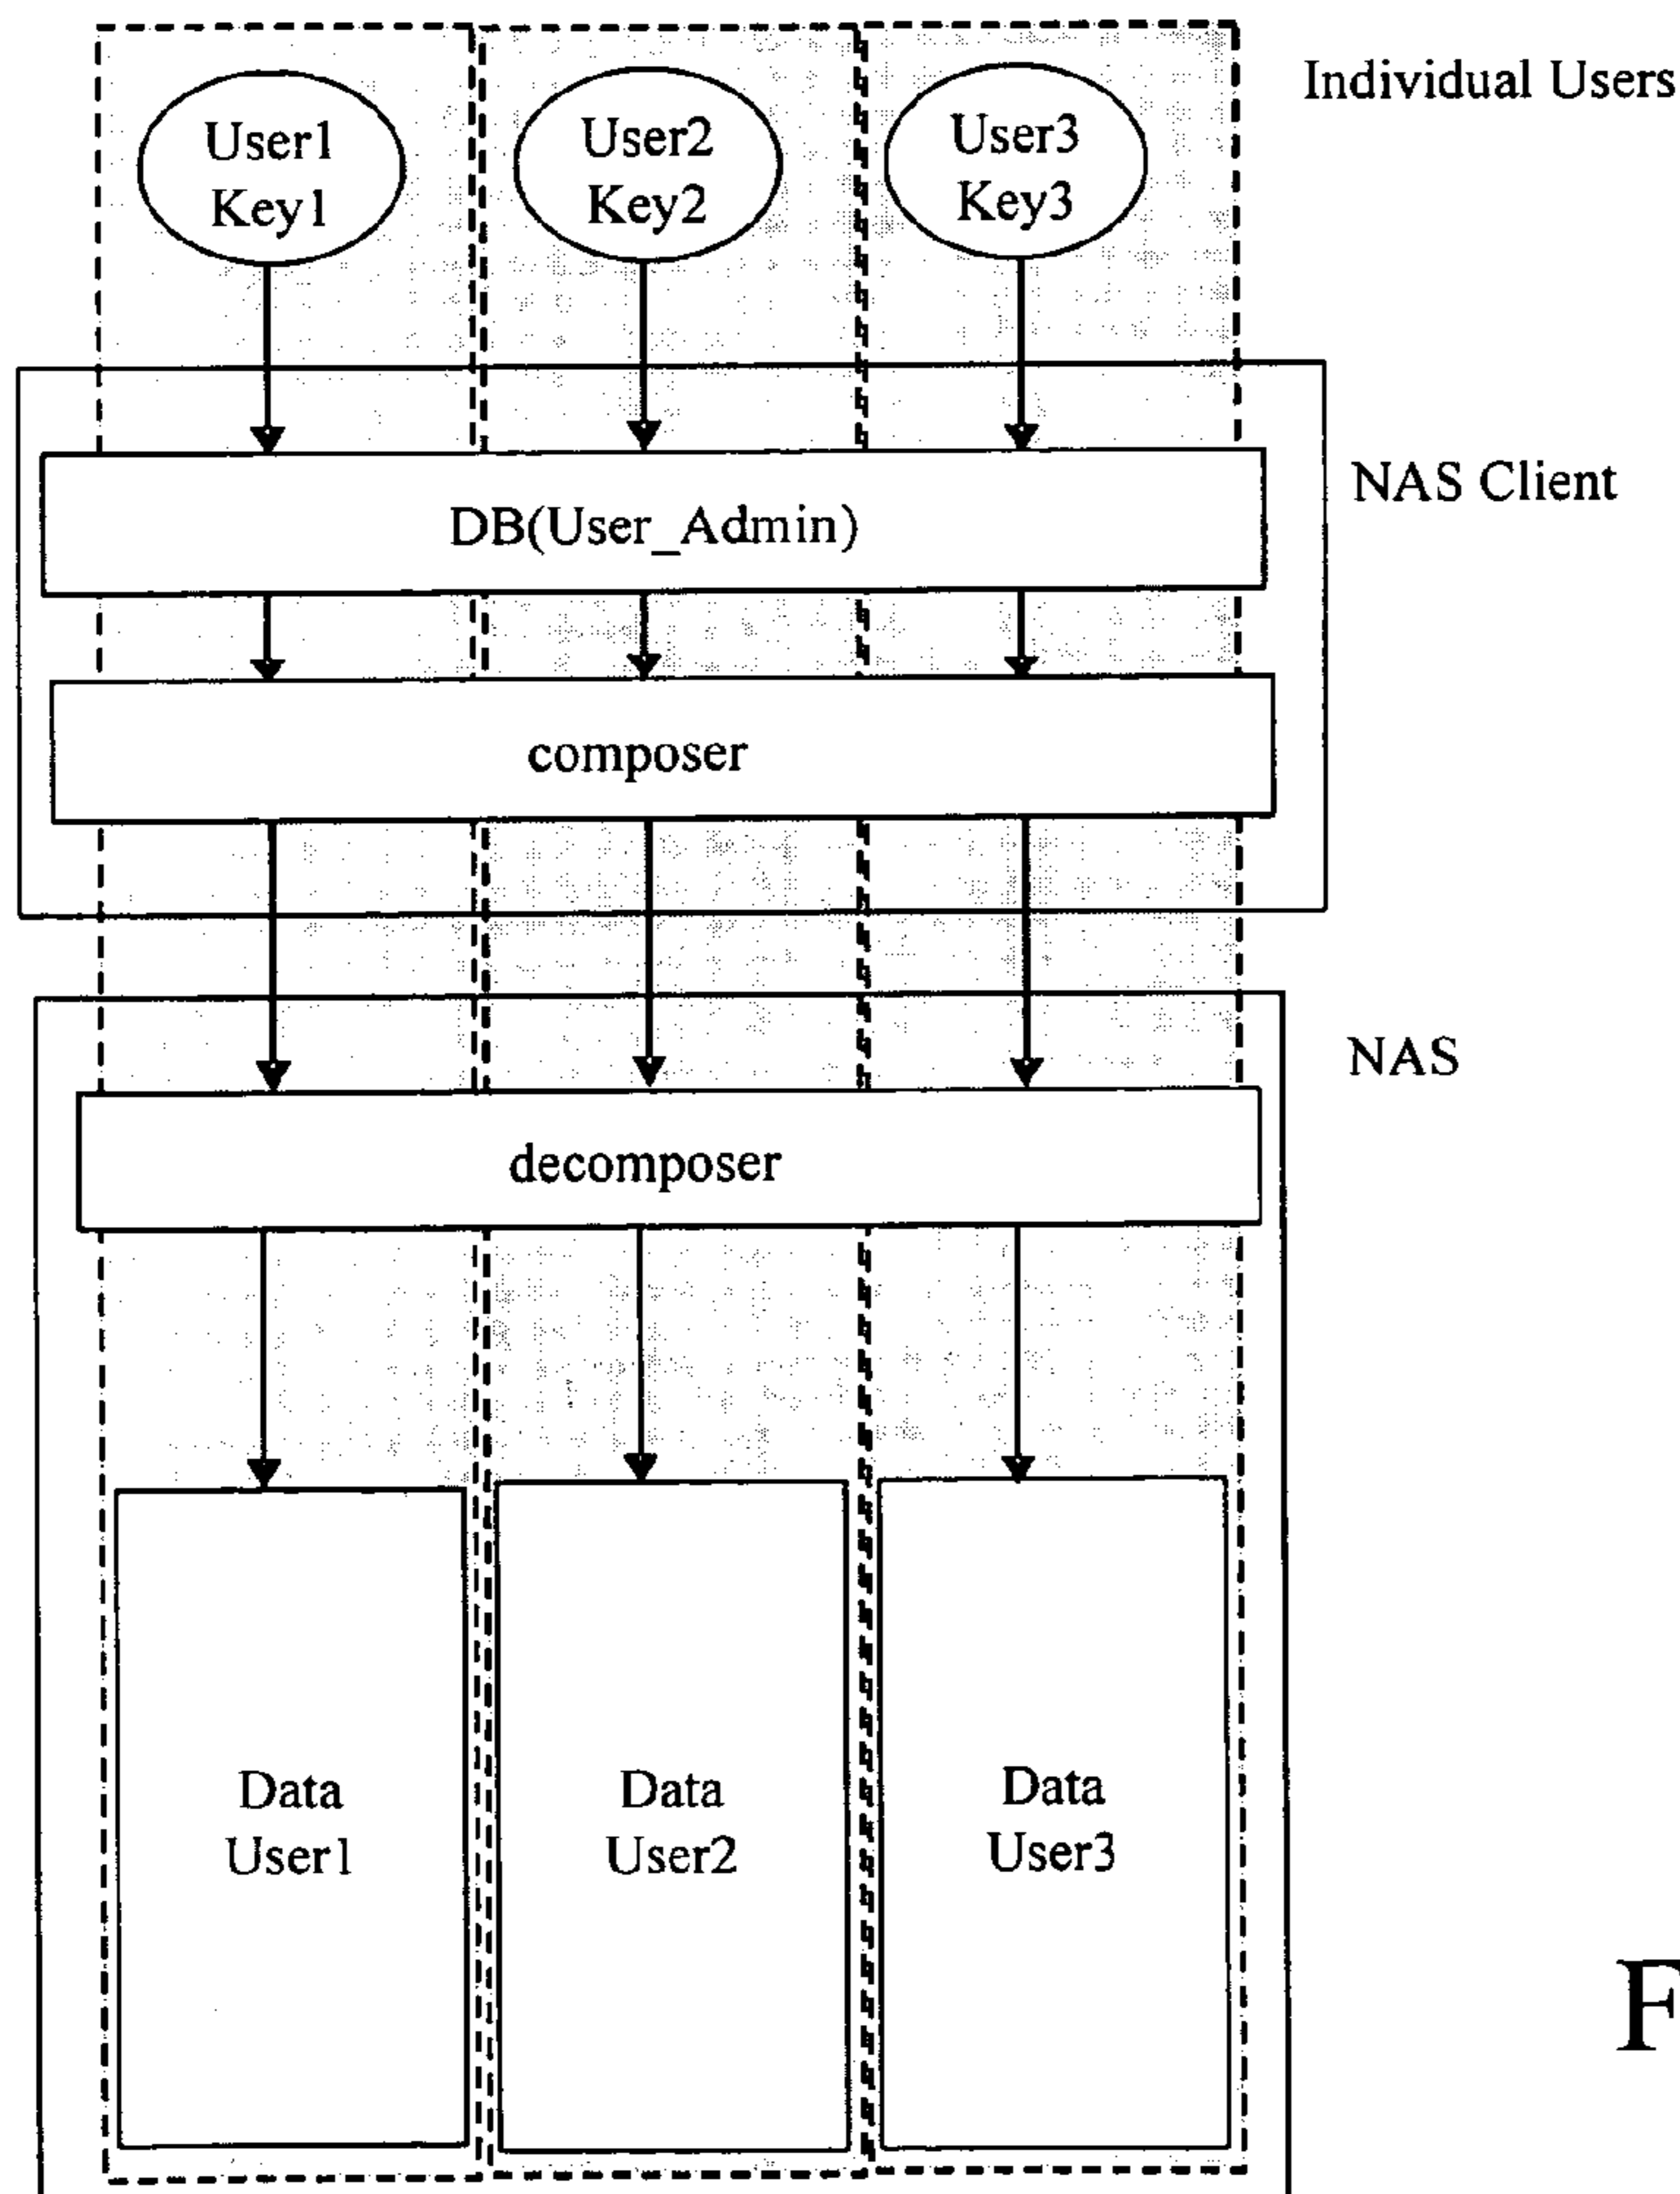 Individual Users
User1
Key1
User2
Key2
User3
Key3
NAS Client
DB(User_Admin)
composer
NAS
decomposer
Data
User1
Data
User2
Data
User3
F